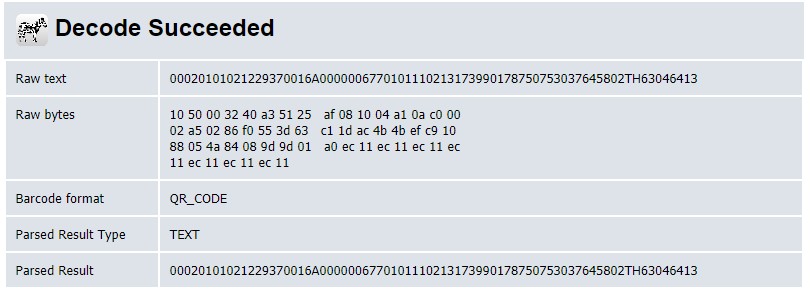 Decode Succeeded
Raw text 00020101021229370016A000000677010111021317399017875075303764 5802TH63046413
Raw bytes 10 50 00 32 40 a3 51 25 af 08 10 04 a1 0a c0 00
02 a5 02 86 f0 55 3d 63 c1 1d ac 4b 4b ef c9 10
88 05 4a 84 08 9d 9d 01 a0 ec 11 ec 11 ec 11 ec
11 ec 11 ec 11 ec 11
Barcode format QR_CODE
Parsed Result Type TEXT
Parsed Result 00020101021229370016A0000006770101110213173990178750753037645802TH63046413